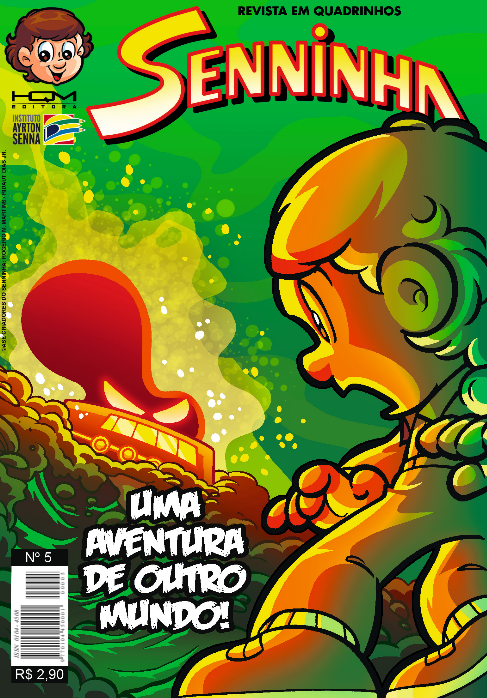 REVISTA EM QUADRINHOS
SENNINHA
HQM
EDITORA
INSTITUTO
AYRTON
SENNA
UMA
AVENTURA
DE OUTRO
MUNDO!
Nº 5
R$ 2,90